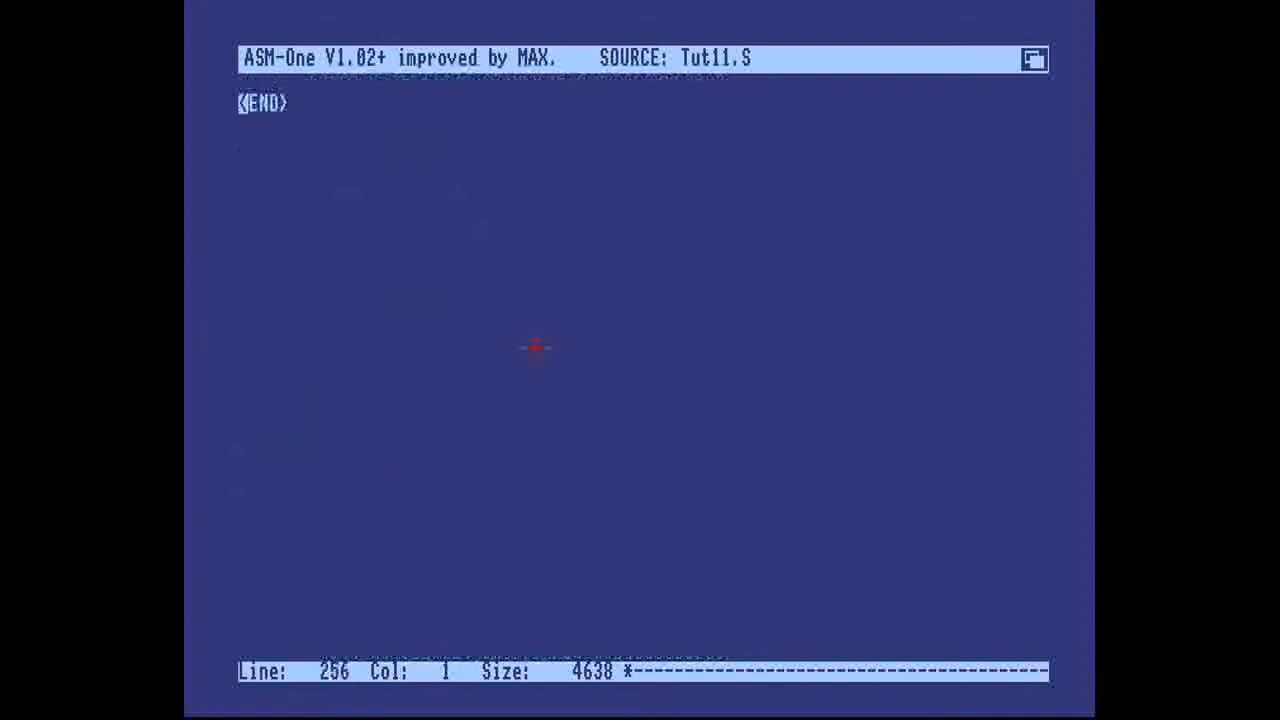 ASM-One V1.02+ improved by MAX. SOURCE: Tut11.S
<END>
Line: 256 Col: 1 Size: 4638 *-----------------------------------------